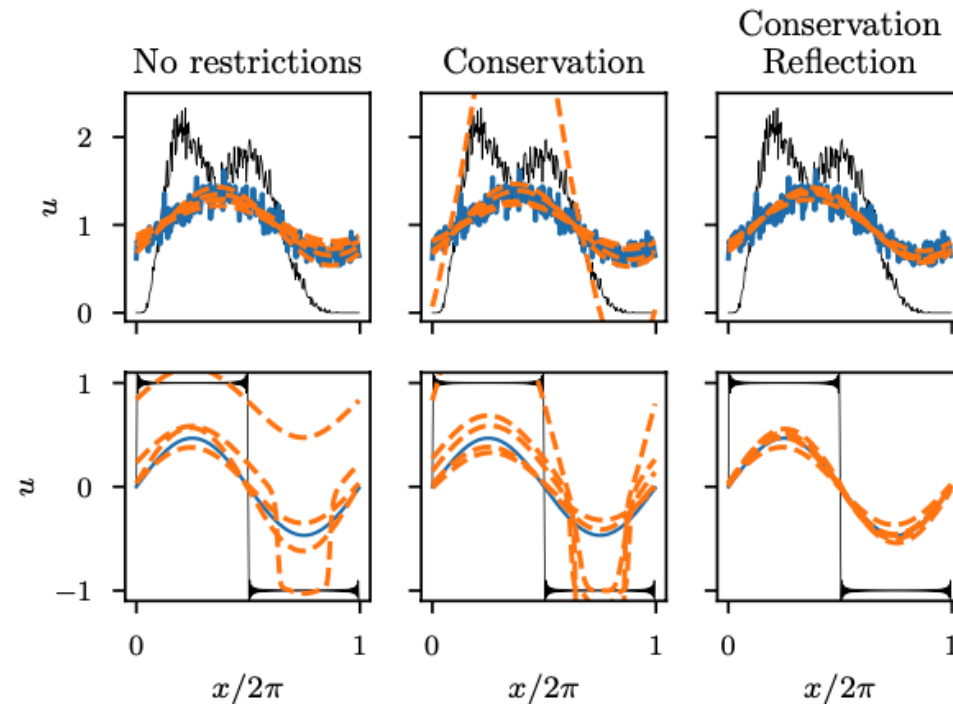 Conservation
No restrictions Conservation Reflection
u
2
1
0
u
1
0
−1
0 1 0 1 0 1
x/2π x/2π x/2π